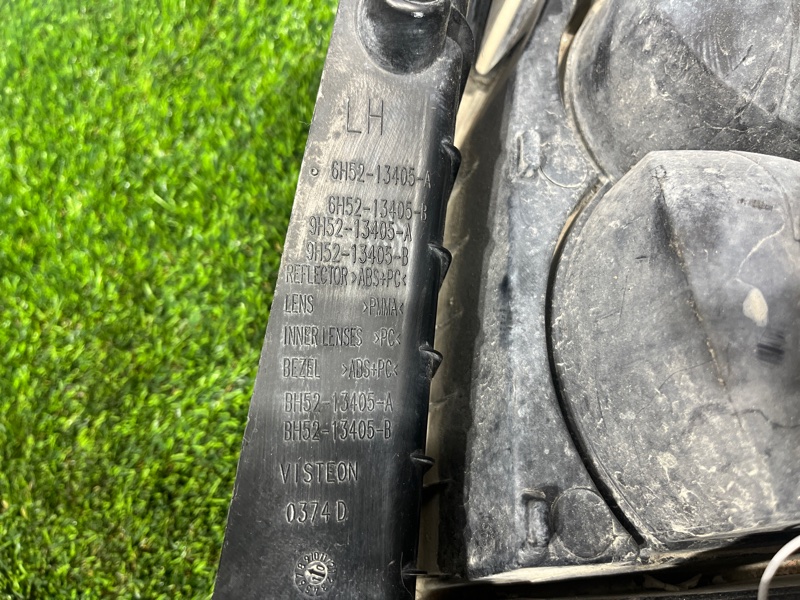 LH
6H52-13405-A
6H52-13405-B
9H52-13405-A
9H52-13405-B
REFLECTOR >ABS+PC<
LENS >PMMA<
INNER LENSES >PC<
BEZEL >ABS+PC<
BH52-13405-A
BH52-13405-B
VISTEON
0374 D